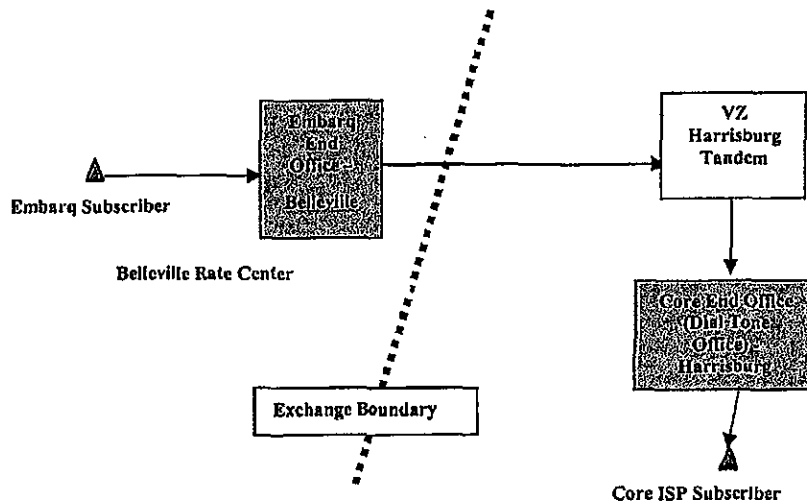 Embarq
End
Office –
Belleville
VZ
Harrisburg
Tandem
Embarq Subscriber
Belleville Rate Center
Core End Office
(Dial-Tone
Office) –
Harrisburg
Exchange Boundary
Core ISP Subscriber